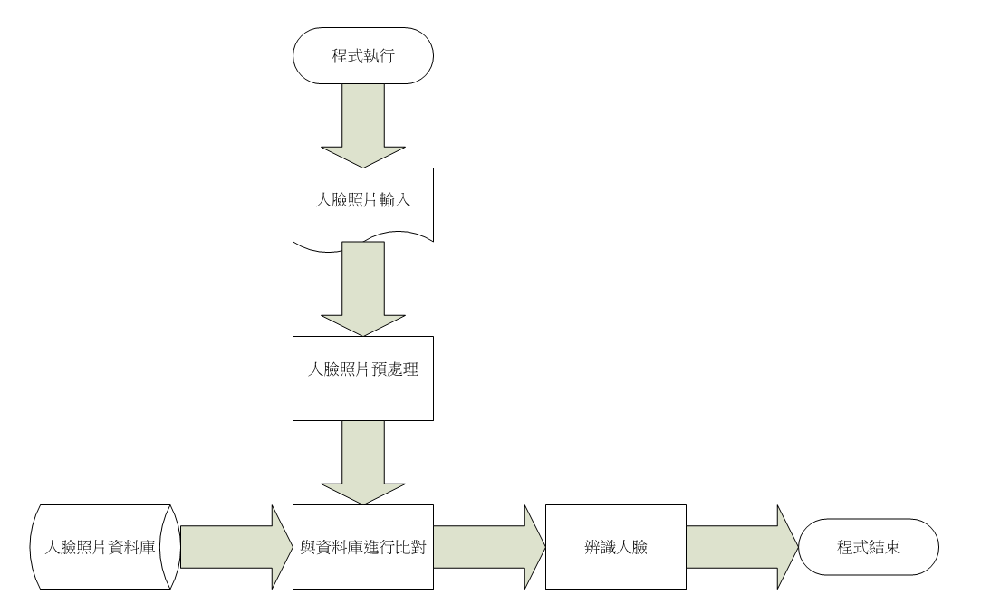 程式執行
人臉照片輸入
人臉照片預處理
人臉照片資料庫
與資料庫進行比對
辨識人臉
程式結束